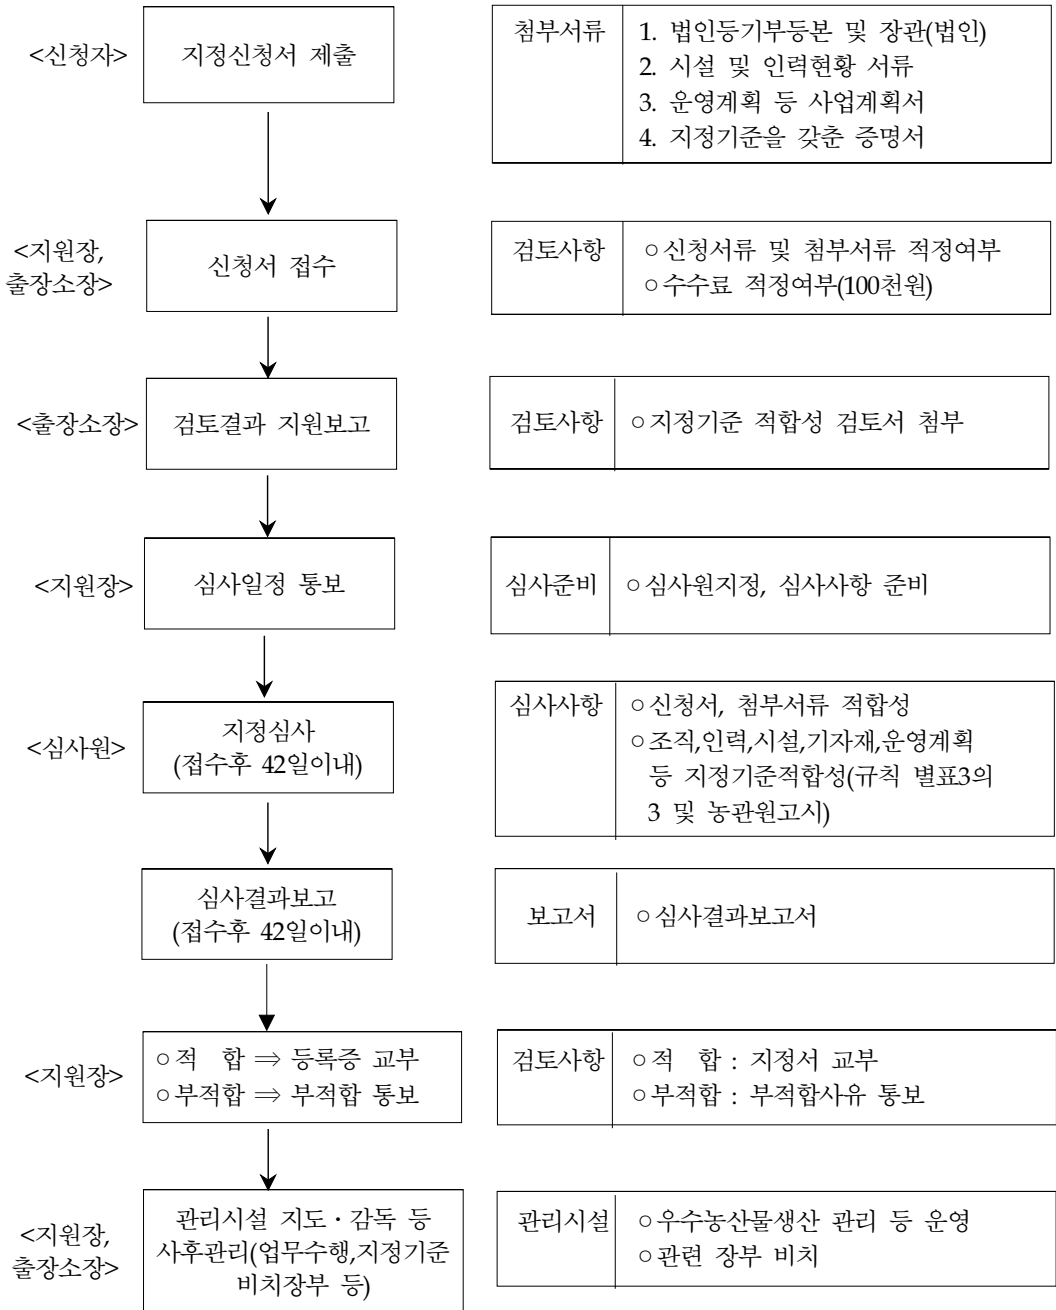 <신청자>
지정신청서 제출
첨부서류
1. 법인등기부등본 및 장관(법인)
2. 시설 및 인력현황 서류
3. 운영계획 등 사업계획서
4. 지정기준을 갖춘 증명서
<지원장,
출장소장>
신청서 접수
검토사항
○신청서류 및 첨부서류 적정여부
○수수료 적정여부(100천원)
<출장소장>
검토결과 지원보고
검토사항
○지정기준 적합성 검토서 첨부
<지원장>
심사일정 통보
심사준비
○심사원지정, 심사사항 준비
<심사원>
지정심사
(접수후 42일이내)
심사사항
○신청서, 첨부서류 적합성
○조직,인력,시설,기자재,운영계획
등 지정기준적합성(규칙 별표3의
3 및 농관원고시)
심사결과보고
(접수후 42일이내)
보고서
○심사결과보고서
<지원장>
○적 합 ⇒ 등록증 교부
○부적합 ⇒ 부적합 통보
검토사항
○적 합 : 지정서 교부
○부적합 : 부적합사유 통보
<지원장,
출장소장>
관리시설 지도·감독 등
사후관리(업무수행,지정기준
비치장부 등)
관리시설
○우수농산물생산 관리 등 운영
○관련 장부 비치